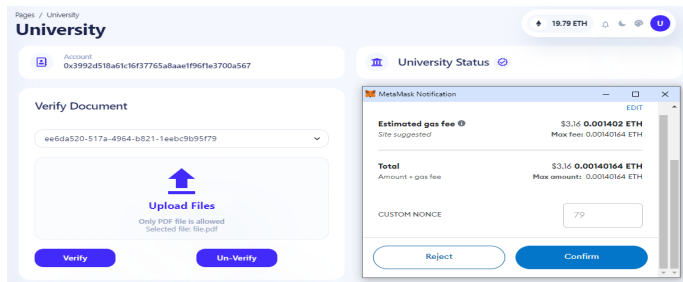 Pages / University
University
19.79 ETH
U
Account
0x3992d518a61c16f37765a8aae1f96f1e3700a567
University Status
Verify Document
ee6da520-517a-4964-b821-1eebc9b95f79
Upload Files
Only PDF file is allowed
Selected file: file.pdf
Verify
Un-Verify
MetaMask Notification
EDIT
Estimated gas fee
$3.16 0.001402 ETH
Site suggested
Max fee: 0.00140164 ETH
Total
$3.16 0.00140164 ETH
Amount + gas fee
Max amount: 0.00140164 ETH
CUSTOM NONCE
79
Reject
Confirm